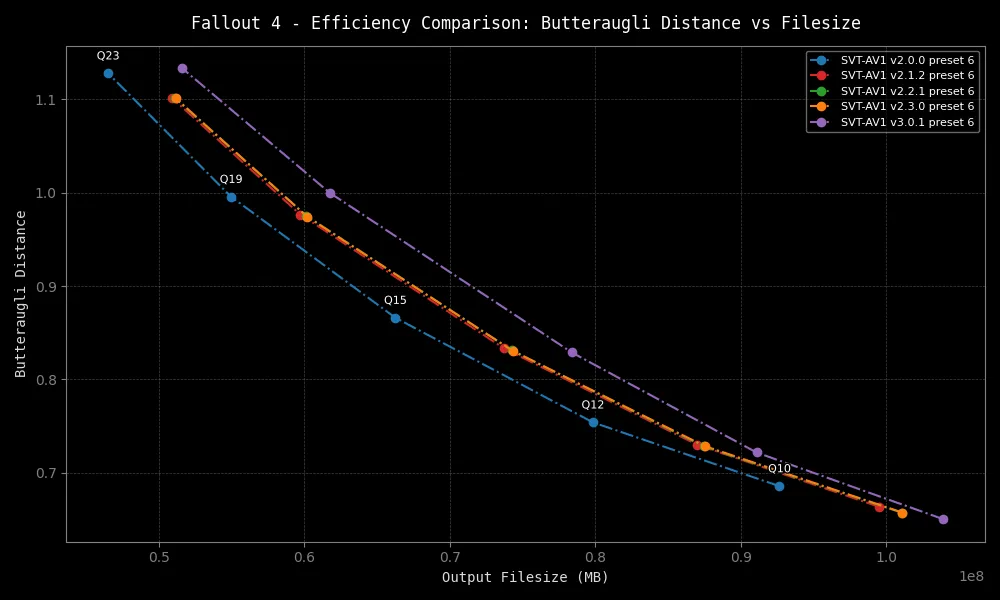 Fallout 4 - Efficiency Comparison: Butteraugli Distance vs Filesize
Q23
SVT-AV1 v2.0.0 preset 6
SVT-AV1 v2.1.2 preset 6
SVT-AV1 v2.2.1 preset 6
SVT-AV1 v2.3.0 preset 6
SVT-AV1 v3.0.1 preset 6
1.1
Q19
1.0
Butteraugli Distance
0.9
Q15
0.8
Q12
Q10
0.7
0.5
0.6
0.7
0.8
0.9
1.0
1e8
Output Filesize (MB)